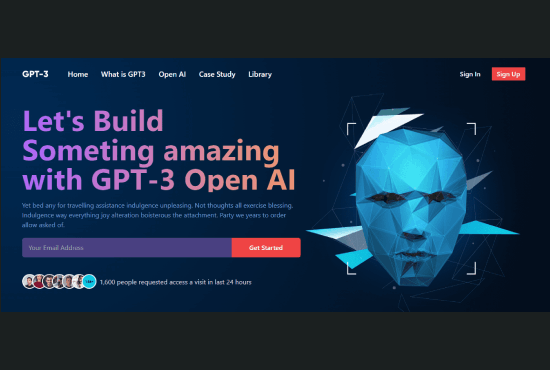 GPT-3 Home What is GPT3 Open AI Case Study Library Sign In Sign Up
Let's Build
Someting amazing
with GPT-3 Open AI
Yet bed any for travelling assistance indulgence unpleasing. Not thoughts all exercise blessing.
Indulgence way everything joy alteration boisterous the attachment. Party we years to order
allow asked of.
Your Email Address Get Started
1,600 people requested access a visit in last 24 hours